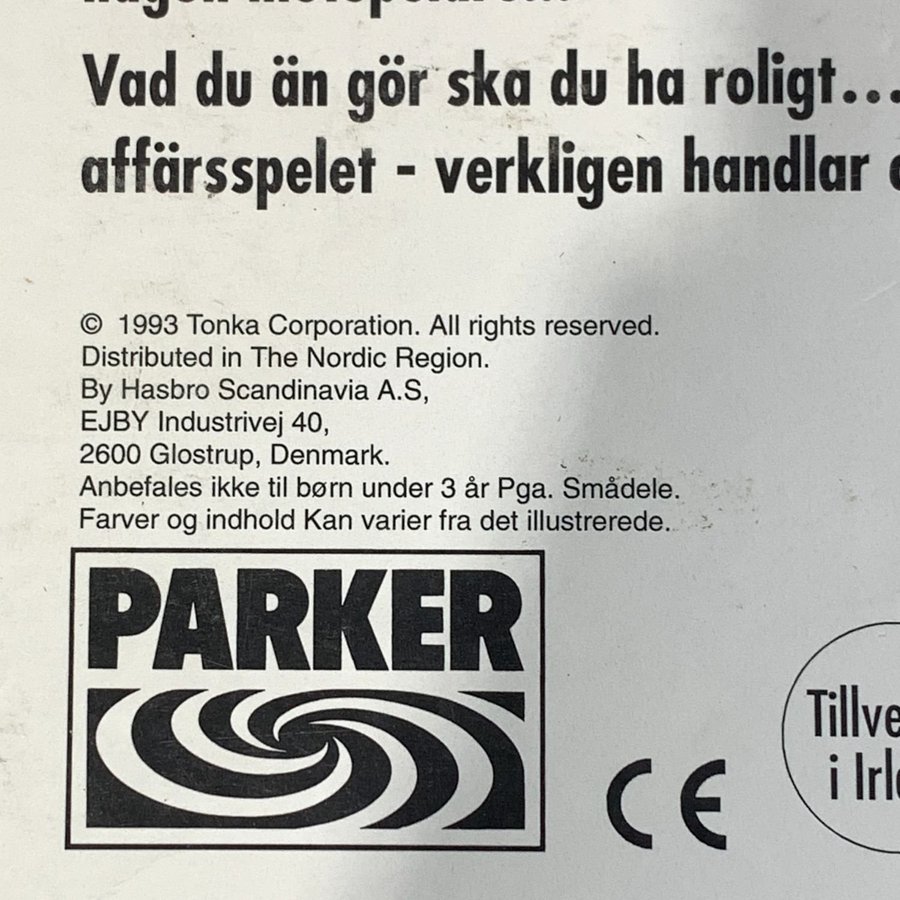 Vad du än gör ska du ha roligt...
affärsspelet - verkligen handlar
© 1993 Tonka Corporation. All rights reserved.
Distributed in The Nordic Region.
By Hasbro Scandinavia A.S,
EJBY Industrivej 40,
2600 Glostrup, Denmark.
Anbefales ikke til børn under 3 år Pga. Smådele.
Farver og indhold Kan varier fra det illustrerede.
PARKER
CE
i